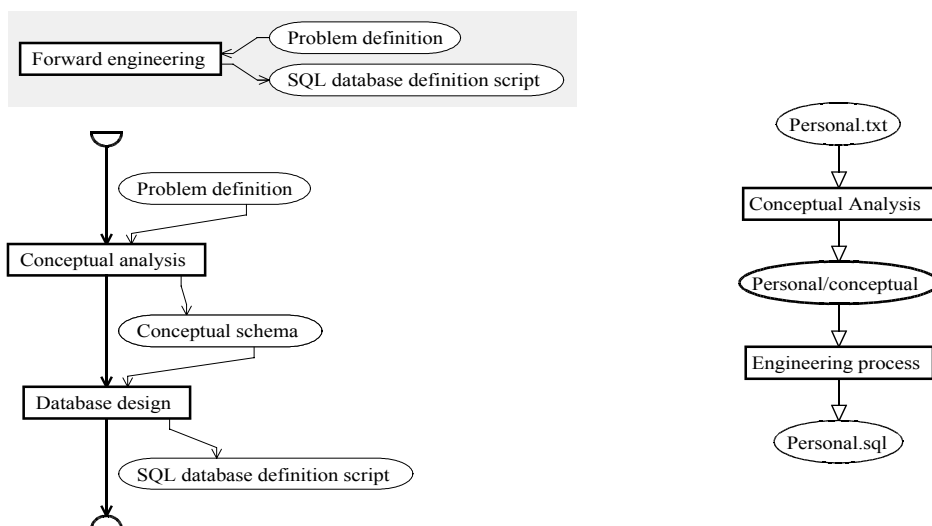 Problem definition
Forward engineering
SQL database definition script
Problem definition
Conceptual analysis
Conceptual schema
Database design
SQL database definition script
Personal.txt
Conceptual Analysis
Personal/conceptual
Engineering process
Personal.sql